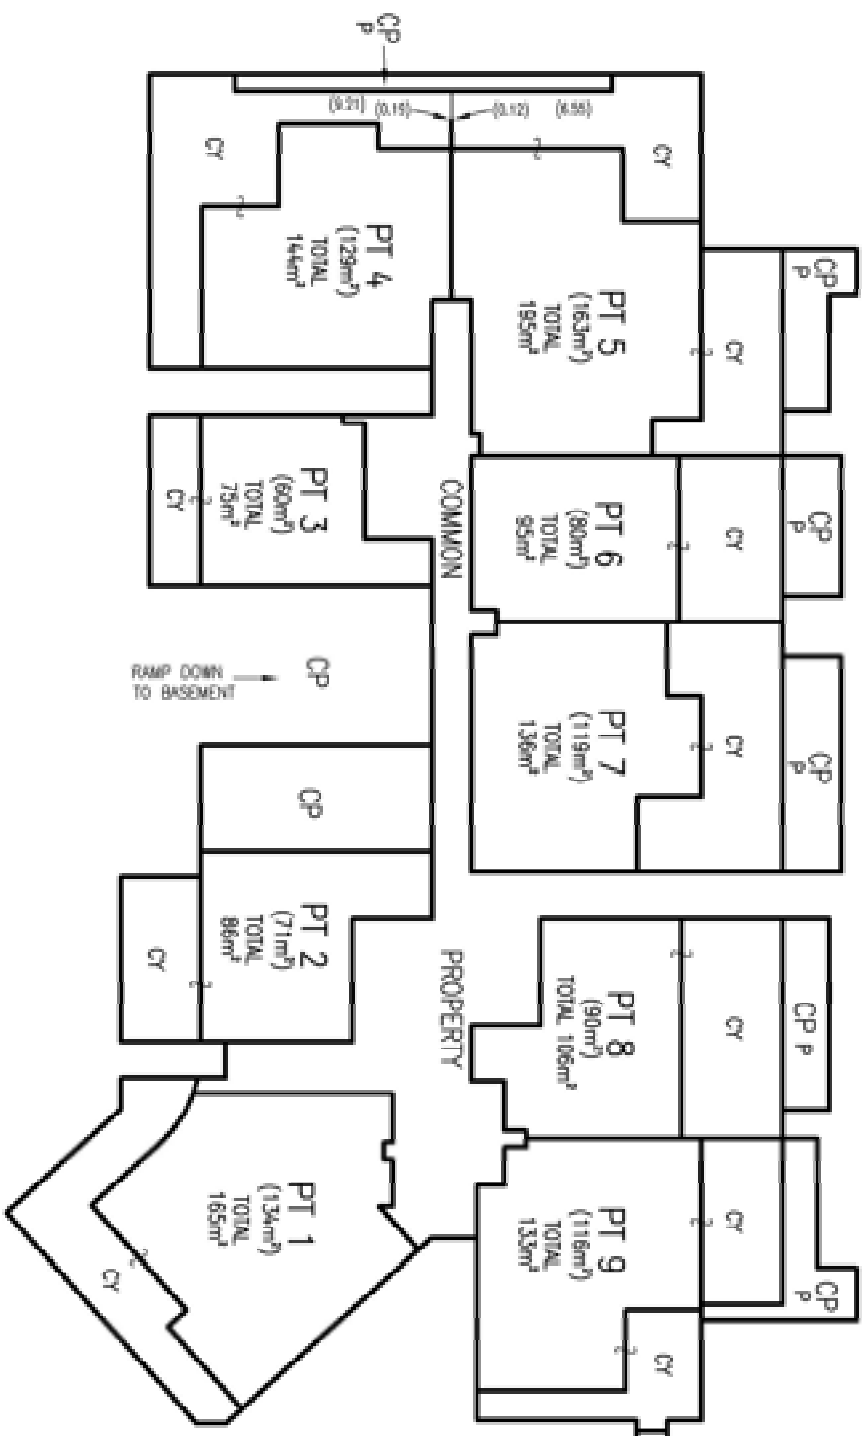 CP
P
(9.21)
(0.15)
(0.12)
(6.55)
CY
CY
PT 4
(129m²)
TOTAL
144m²
PT 5
(163m²)
TOTAL
195m²
CY
CP
P
PT 3
(60m²)
TOTAL
75m²
CY
COMMON
PT 6
(80m²)
TOTAL
95m²
CY
CP
P
RAMP DOWN
TO BASEMENT
CP
PT 7
(119m²)
TOTAL
136m²
CY
CP
P
CP
PT 2
(71m²)
TOTAL
86m²
CY
PROPERTY
PT 8
(90m²)
TOTAL 106m²
CY
CP P
PT 1
(134m²)
TOTAL
165m²
CY
PT 9
(116m²)
TOTAL
133m²
CY
CP
P
CY